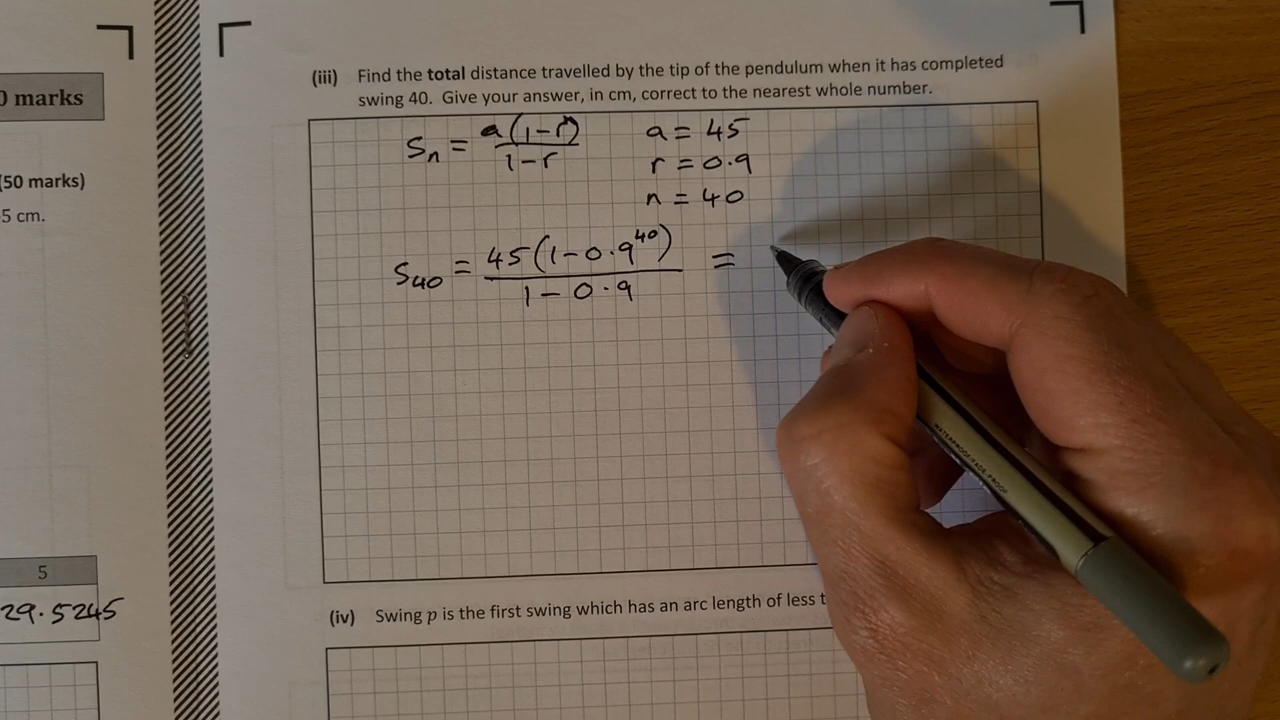 0 marks
(50 marks)
5 cm.
5
29.5245
(iii) Find the total distance travelled by the tip of the pendulum when it has completed
swing 40. Give your answer, in cm, correct to the nearest whole number.
Sn = a(1-r)/1-r
a = 45
r = 0.9
n = 40
S40 = 45(1-0.9^40)/1-0.9 =
WATERPROOF/FADE-PROOF
(iv) Swing p is the first swing which has an arc length of less